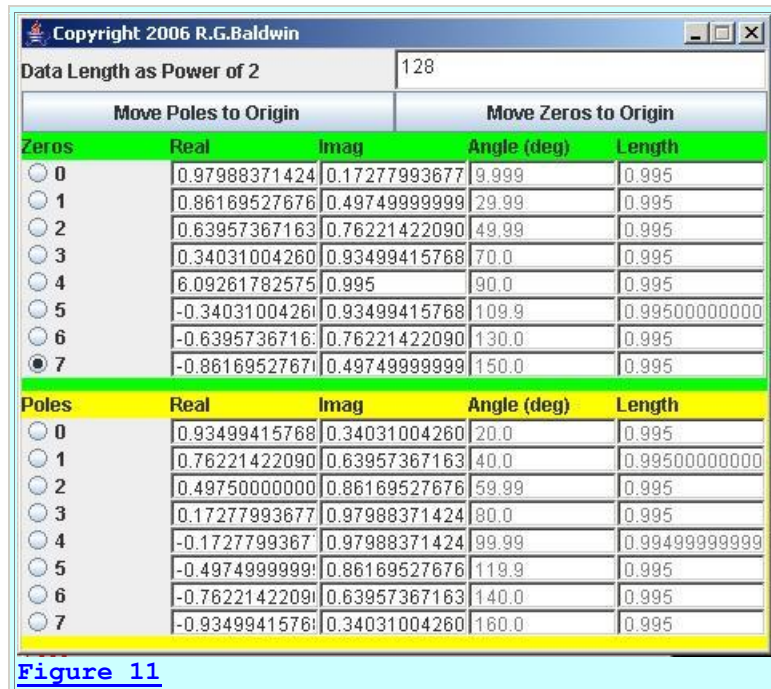 Copyright 2006 R.G.Baldwin
Data Length as Power of 2 128
Move Poles to Origin Move Zeros to Origin
Zeros Real Imag Angle (deg) Length
0 0.97988371424 0.17277993677 9.999 0.995
1 0.86169527676 0.49749999999 29.99 0.995
2 0.63957367163 0.76221422090 49.99 0.995
3 0.34031004260 0.93499415768 70.0 0.995
4 6.09261782575 0.995 90.0 0.995
5 -0.3403100426 0.93499415768 109.9 0.99500000000
6 -0.6395736716 0.76221422090 130.0 0.995
7 -0.8616952767 0.49749999999 150.0 0.995
Poles Real Imag Angle (deg) Length
0 0.93499415768 0.34031004260 20.0 0.995
1 0.76221422090 0.63957367163 40.0 0.99500000000
2 0.49750000000 0.86169527676 59.99 0.995
3 0.17277993677 0.97988371424 80.0 0.995
4 -0.1727799367 0.97988371424 99.99 0.99499999999
5 -0.4974999999 0.86169527676 119.9 0.995
6 -0.7622142209 0.63957367163 140.0 0.995
7 -0.9349941576 0.34031004260 160.0 0.995
Figure 11